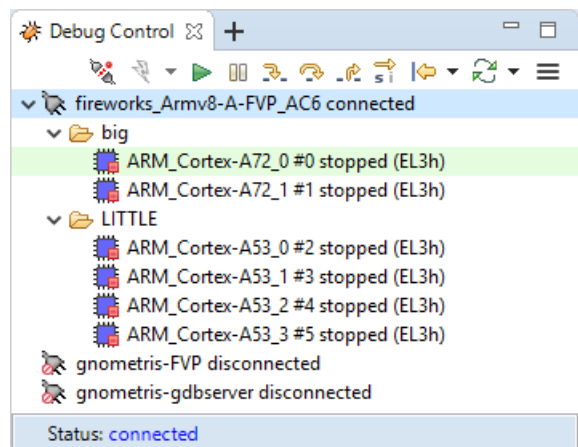 Debug Control
fireworks_Armv8-A-FVP_AC6 connected
big
ARM_Cortex-A72_0 #0 stopped (EL3h)
ARM_Cortex-A72_1 #1 stopped (EL3h)
LITTLE
ARM_Cortex-A53_0 #2 stopped (EL3h)
ARM_Cortex-A53_1 #3 stopped (EL3h)
ARM_Cortex-A53_2 #4 stopped (EL3h)
ARM_Cortex-A53_3 #5 stopped (EL3h)
gnometris-FVP disconnected
gnometris-gdbserver disconnected
Status: connected